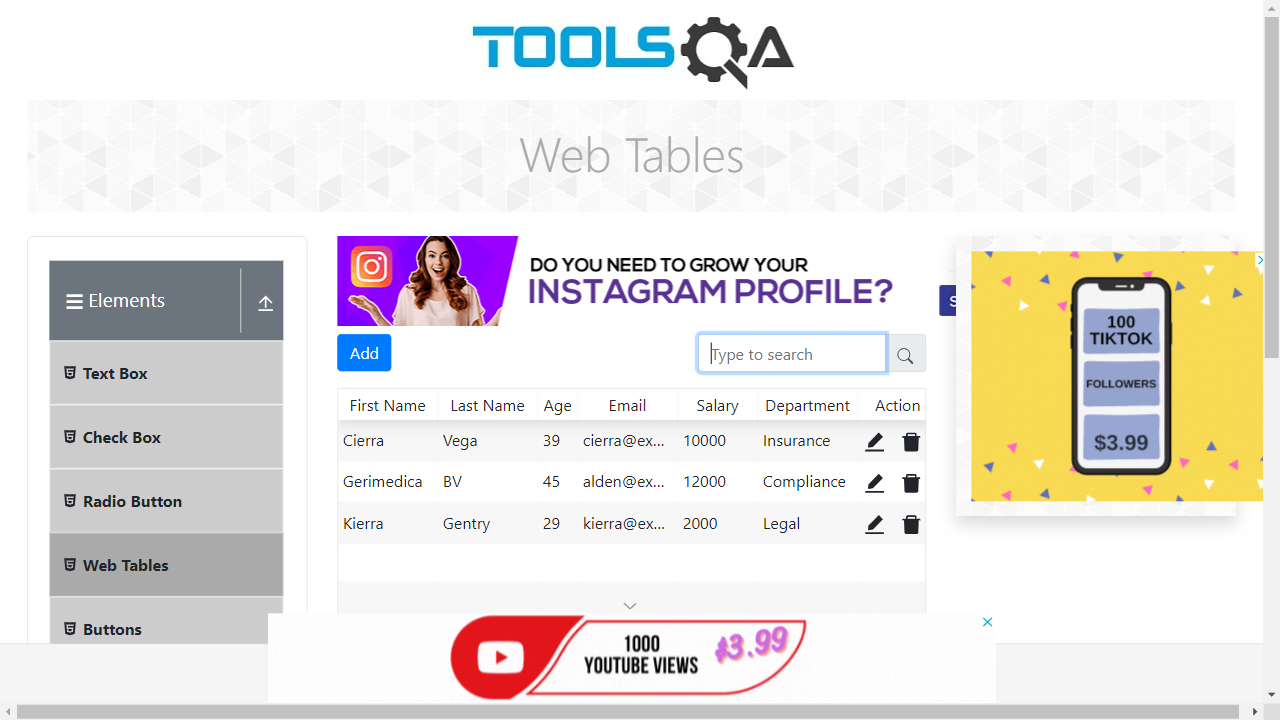 TOOLSQA
Web Tables
Elements
Text Box
Check Box
Radio Button
Web Tables
Buttons
DO YOU NEED TO GROW YOUR
INSTAGRAM PROFILE?
Add
Type to search
First Name Last Name Age Email Salary Department Action
Cierra Vega 39 cierra@ex... 10000 Insurance
Gerimedica BV 45 alden@ex... 12000 Compliance
Kierra Gentry 29 kierra@ex... 2000 Legal
100
TIKTOK
FOLLOWERS
$3.99
1000
YOUTUBE VIEWS
$3.99